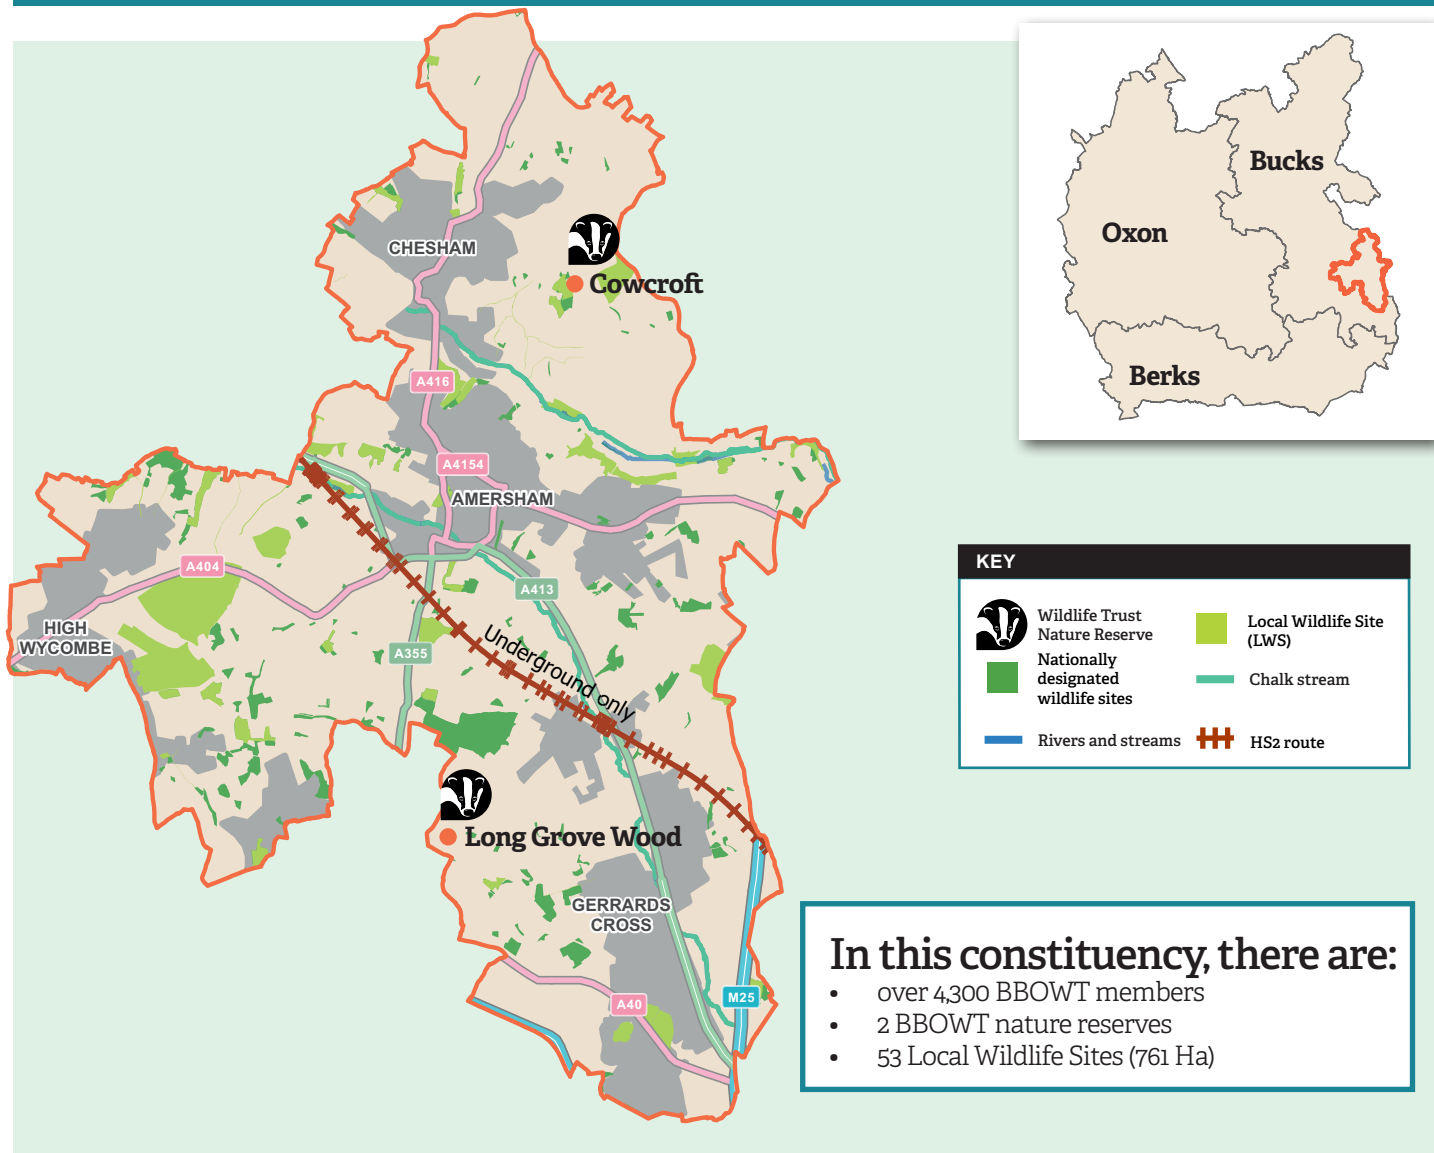 Bucks
Oxon
Berks
CHESHAM
Cowcroft
A416
A4154
AMERSHAM
A404
A413
HIGH
WYCOMBE
A355
Underground only
Long Grove Wood
GERRARDS
CROSS
A40
M25
KEY
Wildlife Trust
Nature Reserve
Local Wildlife Site
(LWS)
Nationally
designated
wildlife sites
Chalk stream
Rivers and streams
HS2 route
In this constituency, there are:
• over 4,300 BBOWT members
• 2 BBOWT nature reserves
• 53 Local Wildlife Sites (761 Ha)